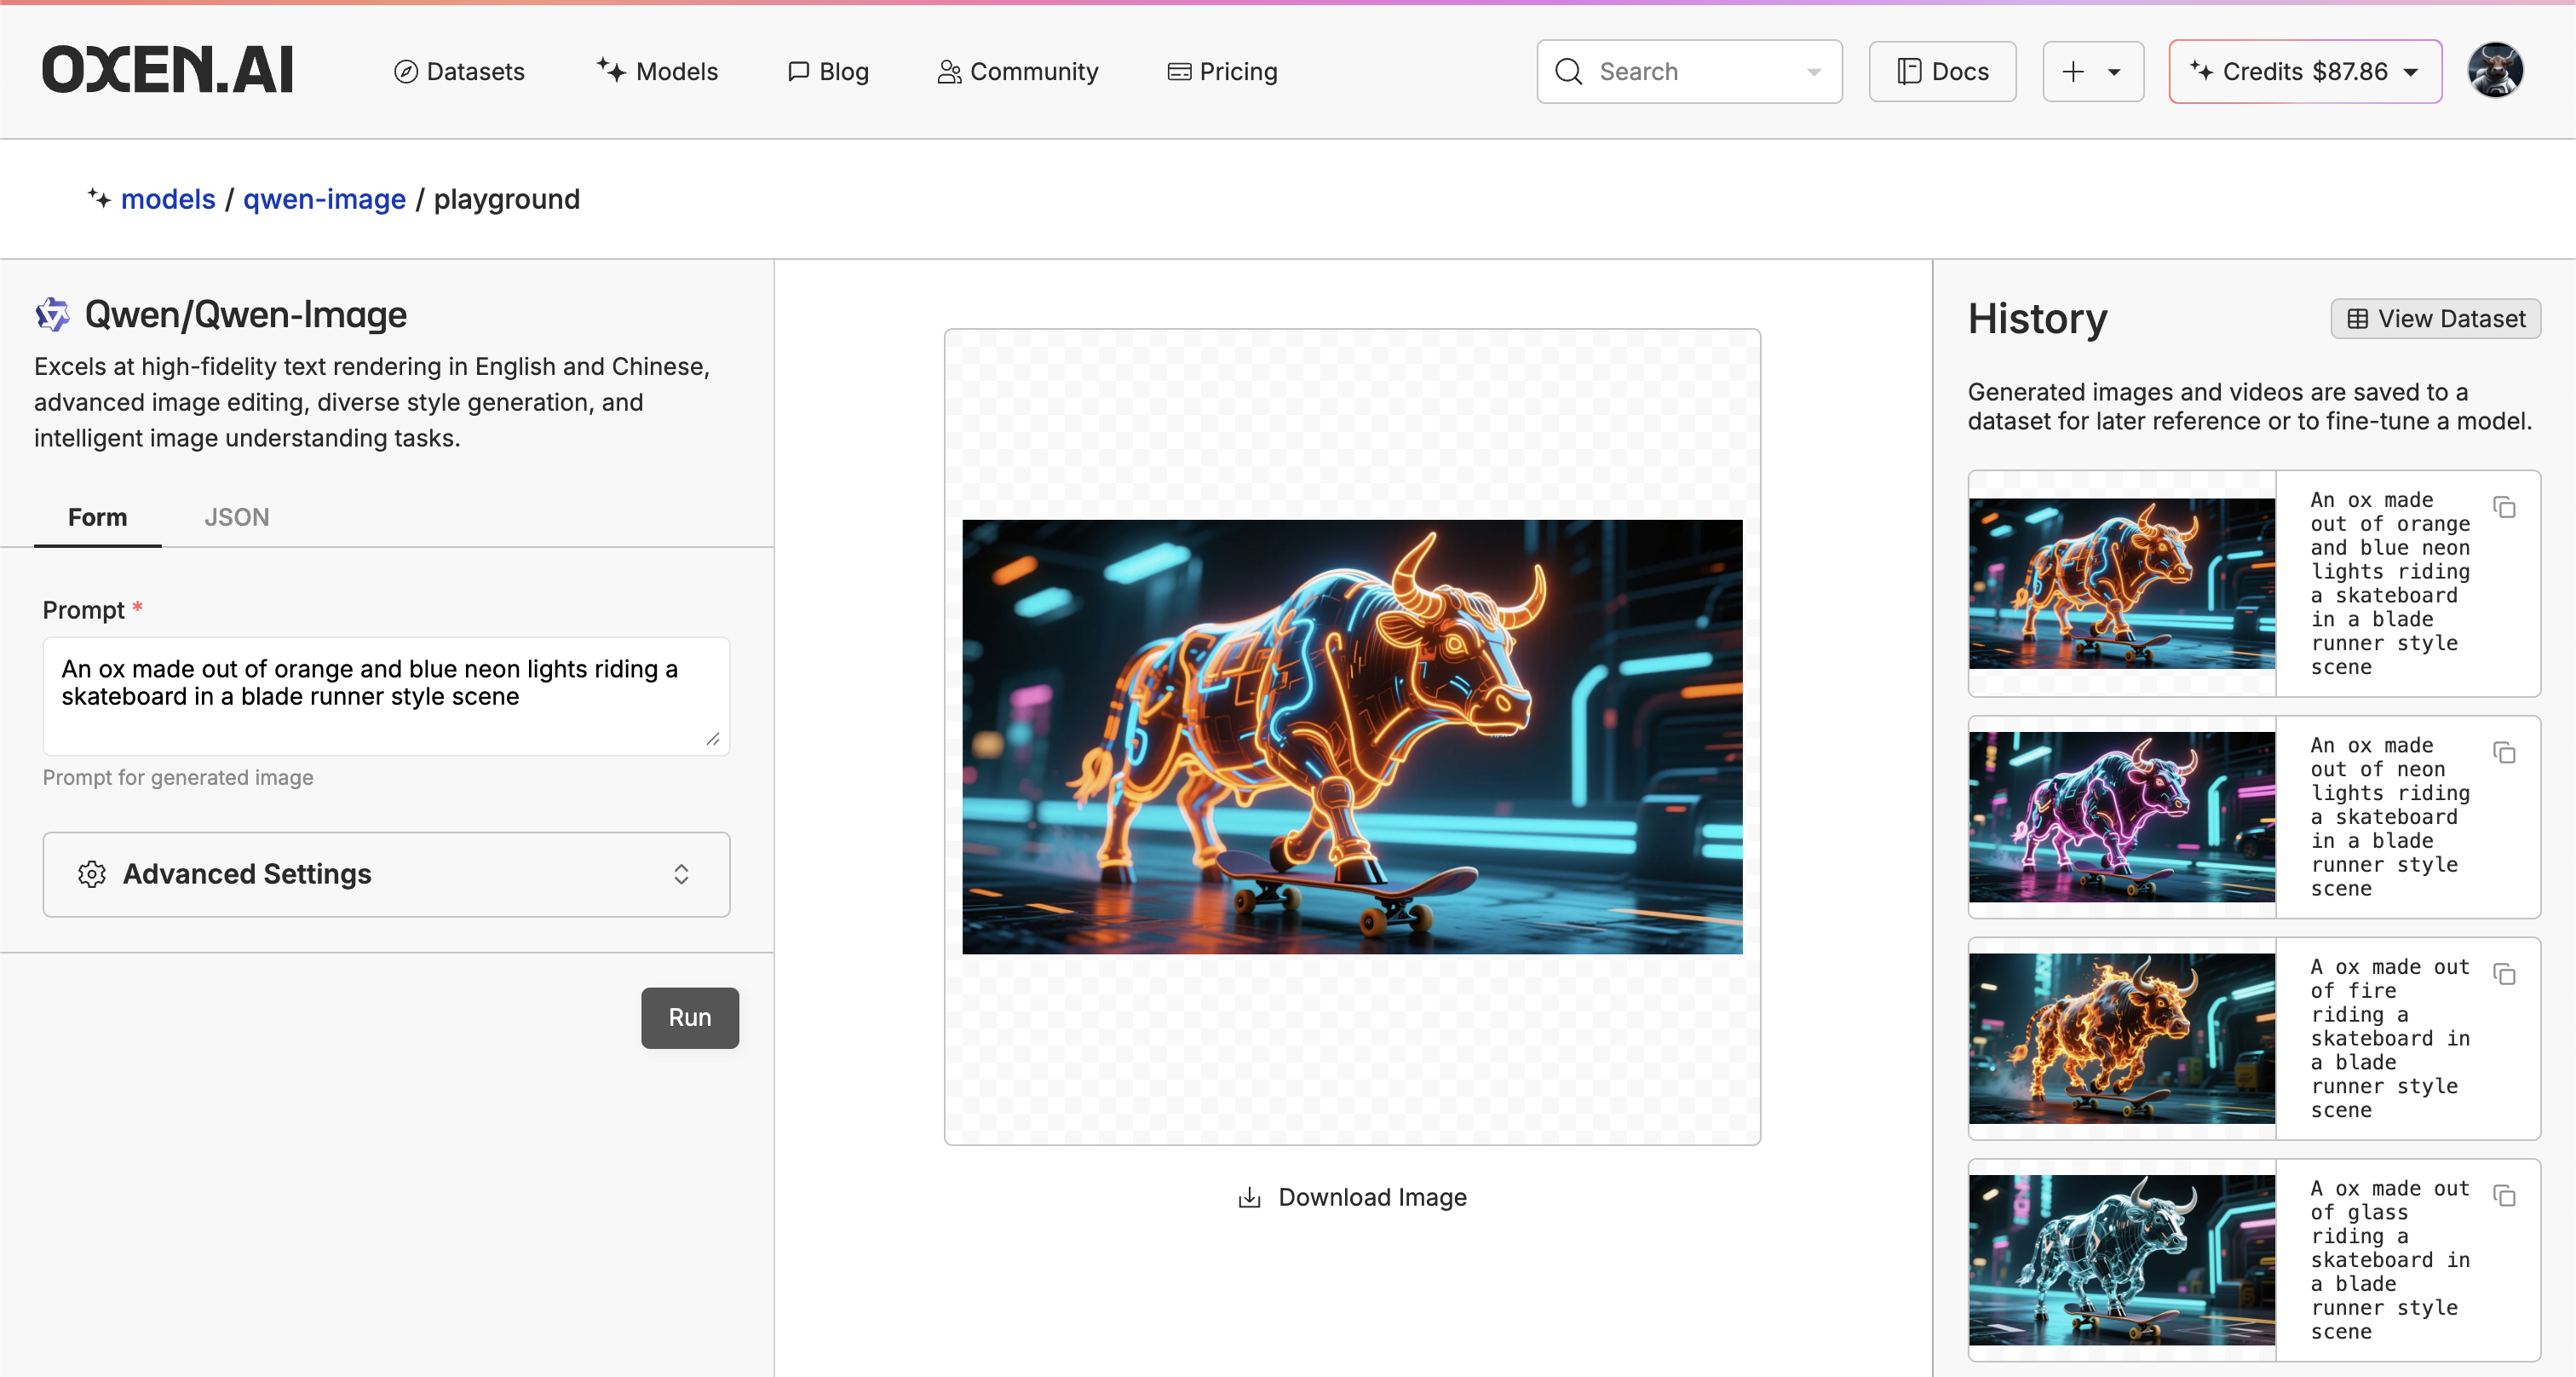 OXEN.AI
Datasets
Models
Blog
Community
Pricing
Search
Docs
Credits $87.86
models / qwen-image / playground
Qwen/Qwen-Image
Excels at high-fidelity text rendering in English and Chinese,
advanced image editing, diverse style generation, and
intelligent image understanding tasks.
Form
JSON
Prompt *
An ox made out of orange and blue neon lights riding a
skateboard in a blade runner style scene
Prompt for generated image
Advanced Settings
Run
Download Image
History
View Dataset
Generated images and videos are saved to a
dataset for later reference or to fine-tune a model.
An ox made
out of orange
and blue neon
lights riding
a skateboard
in a blade
runner style
scene
An ox made
out of neon
lights riding
a skateboard
in a blade
runner style
scene
A ox made out
of fire
riding a
skateboard in
a blade
runner style
scene
A ox made out
of glass
riding a
skateboard in
a blade
runner style
scene